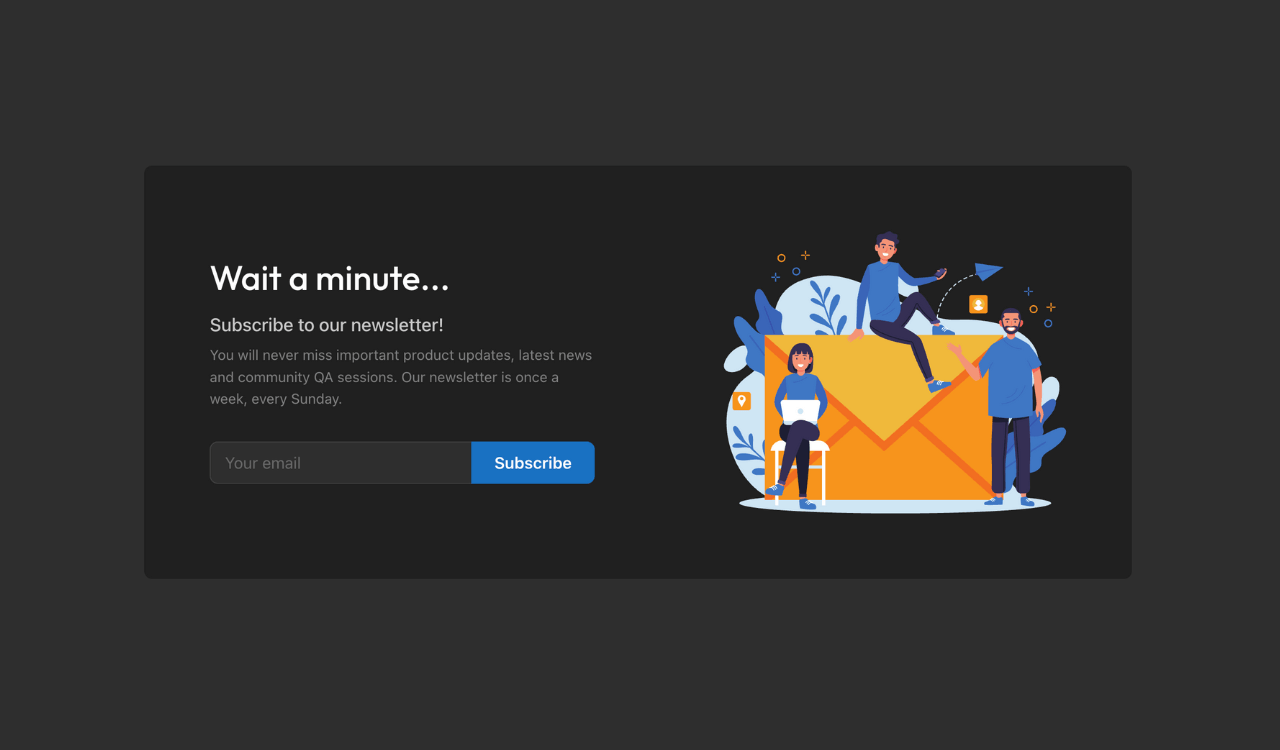 Wait a minute...
Subscribe to our newsletter!
You will never miss important product updates, latest news
and community QA sessions. Our newsletter is once a
week, every Sunday.
Your email
Subscribe